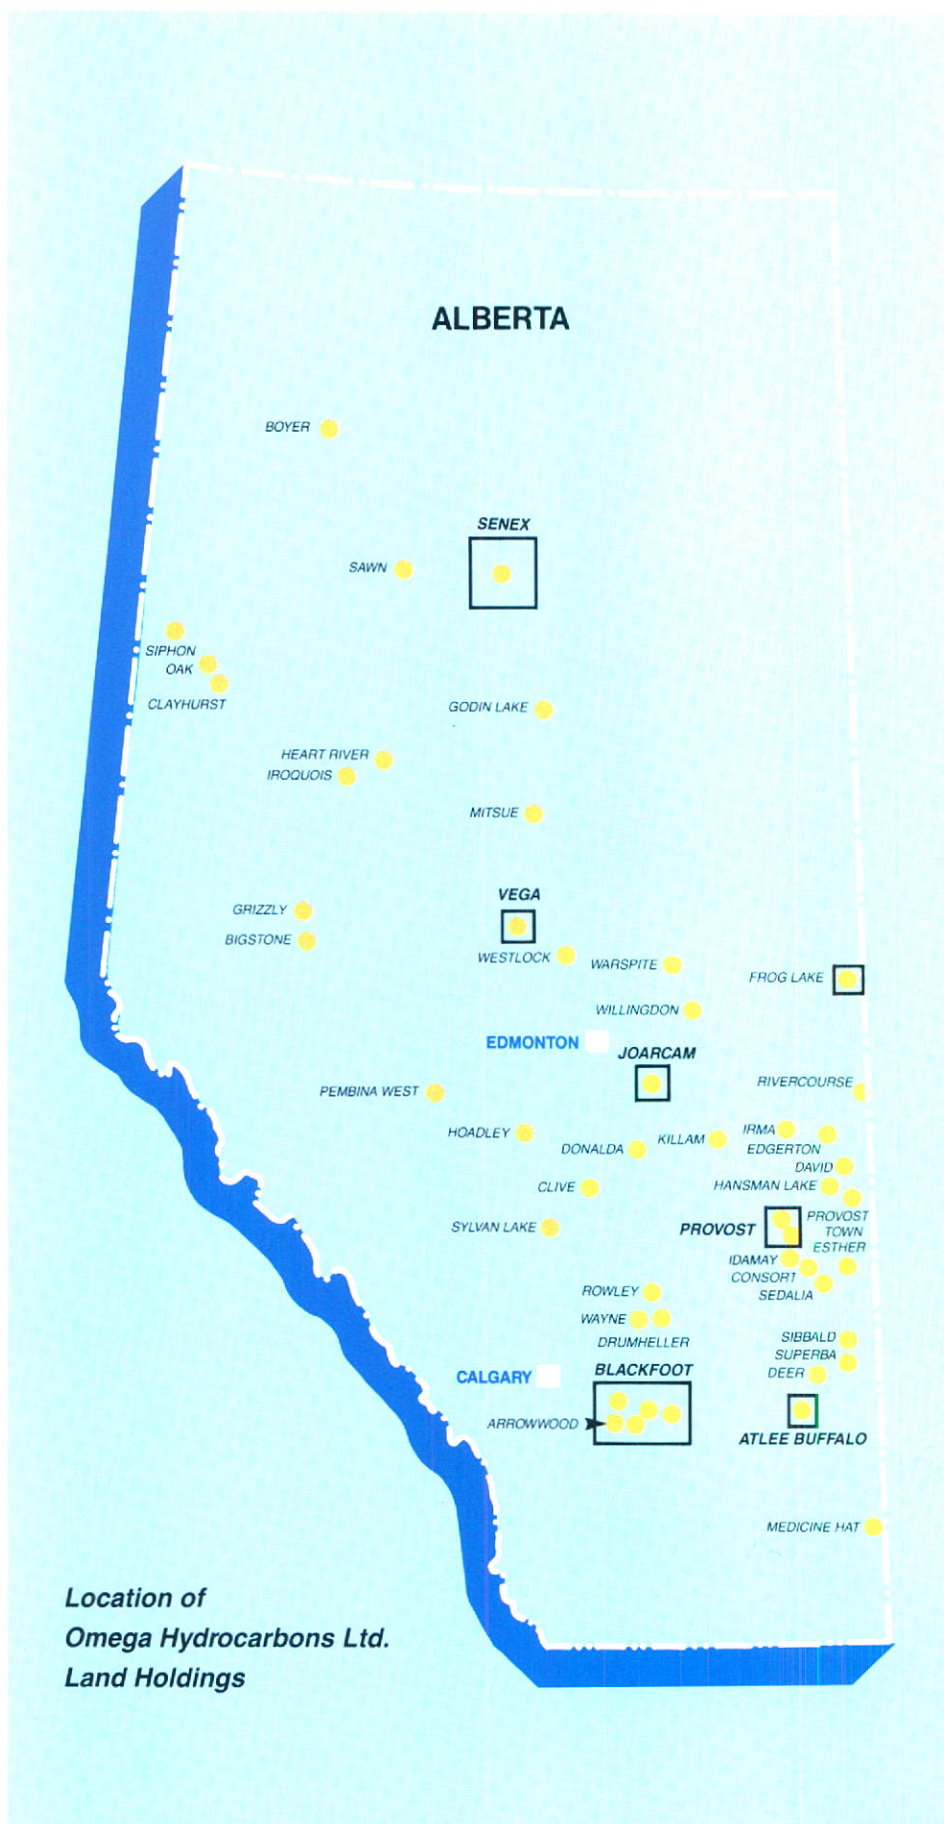 ALBERTA
BOYER
SENEX
SAWN
SIPHON
OAK
CLAYHURST
GODIN LAKE
HEART RIVER
IROQUOIS
MITSUE
VEGA
GRIZZLY
BIGSTONE
WESTLOCK
WARSPITE
FROG LAKE
WILLINGDON
EDMONTON
JOARCAM
RIVERCOURSE
PEMBINA WEST
HOADLEY
IRMA
KILLAM
DONALDA
EDGERTON
DAVID
CLIVE
HANSMAN LAKE
SYLVAN LAKE
PROVOST
PROVOST
TOWN
ESTHER
IDAMAY
CONSORT
SEDALIA
ROWLEY
WAYNE
DRUMHELLER
SIBBALD
SUPERBA
DEER
CALGARY
BLACKFOOT
ARROWWOOD
ATLEE BUFFALO
MEDICINE HAT
Location of
Omega Hydrocarbons Ltd.
Land Holdings